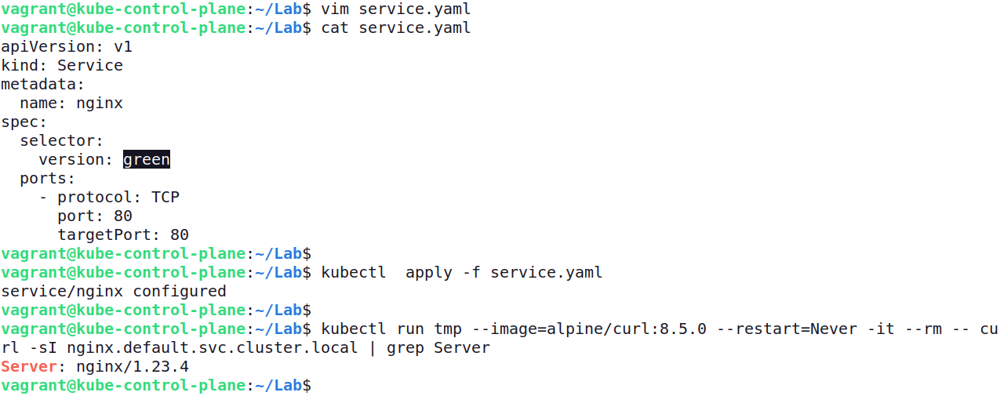 vagrant@kube-control-plane:~/Lab$ vim service.yaml
vagrant@kube-control-plane:~/Lab$ cat service.yaml
apiVersion: v1
kind: Service
metadata:
  name: nginx
spec:
  selector:
    version: green
  ports:
    - protocol: TCP
      port: 80
      targetPort: 80
vagrant@kube-control-plane:~/Lab$
vagrant@kube-control-plane:~/Lab$ kubectl  apply -f service.yaml
service/nginx configured
vagrant@kube-control-plane:~/Lab$
vagrant@kube-control-plane:~/Lab$ kubectl run tmp --image=alpine/curl:8.5.0 --restart=Never -it --rm -- cu
rl -sI nginx.default.svc.cluster.local | grep Server
Server: nginx/1.23.4
vagrant@kube-control-plane:~/Lab$